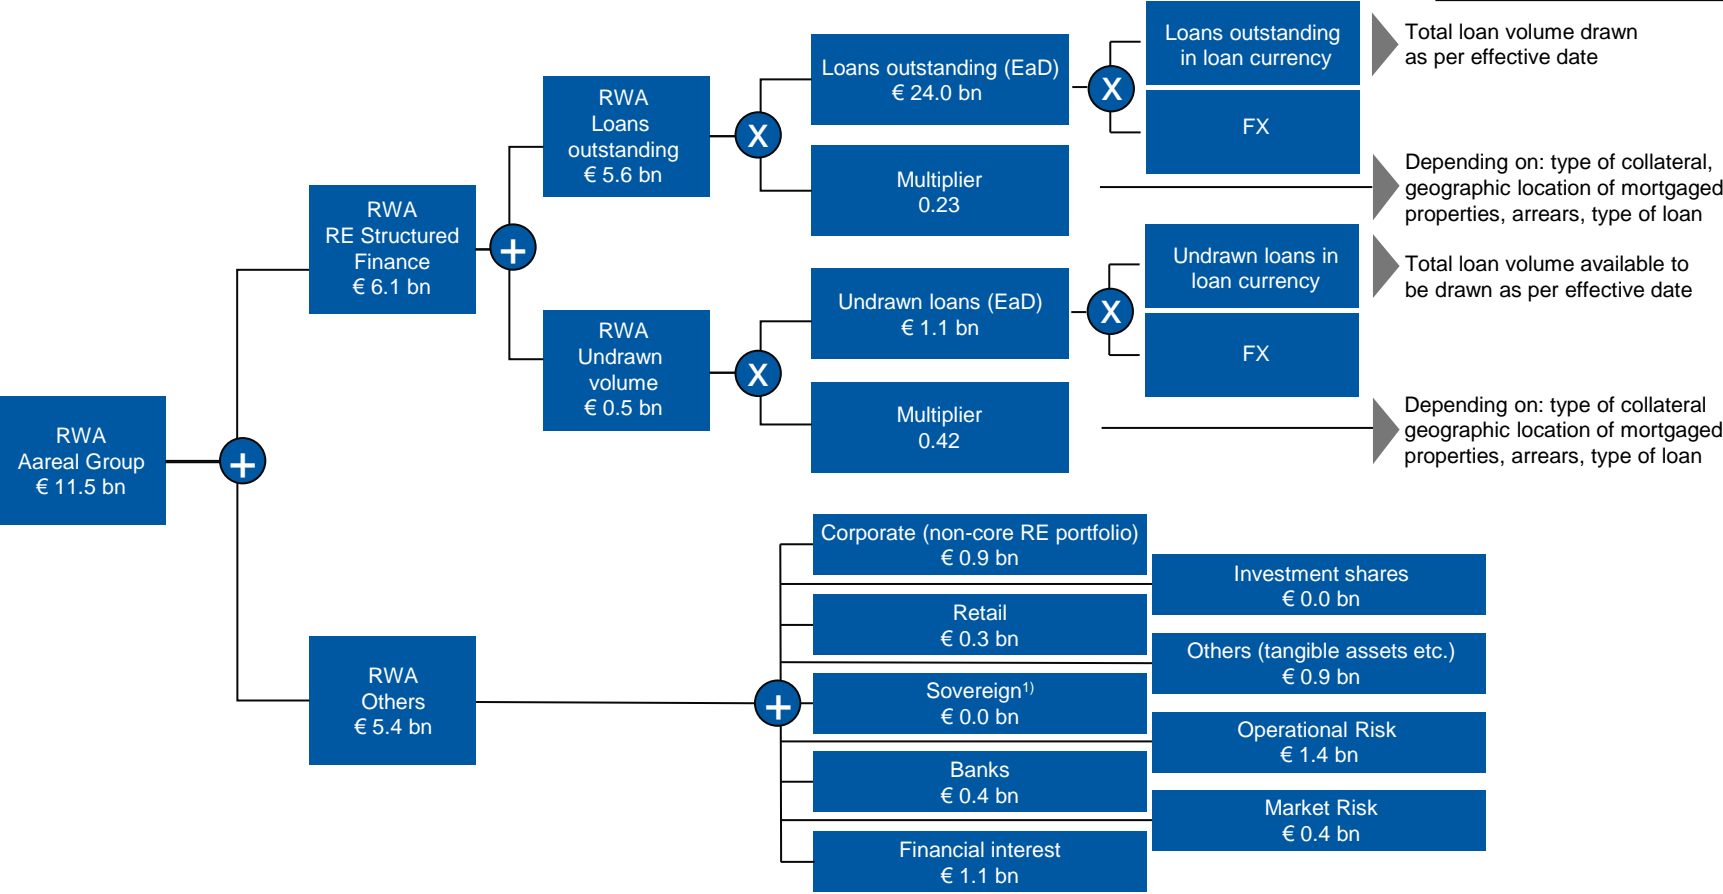 RWA
Aareal Group
€ 11.5 bn
+
RWA
RE Structured
Finance
€ 6.1 bn
+
RWA
Loans
outstanding
€ 5.6 bn
X
Loans outstanding (EaD)
€ 24.0 bn
X
Loans outstanding
in loan currency
Total loan volume drawn
as per effective date
FX
Multiplier
0.23
Depending on: type of collateral,
geographic location of mortgaged
properties, arrears, type of loan
RWA
Undrawn
volume
€ 0.5 bn
X
Undrawn loans (EaD)
€ 1.1 bn
X
Undrawn loans in
loan currency
Total loan volume available to
be drawn as per effective date
FX
Multiplier
0.42
Depending on: type of collateral
geographic location of mortgaged
properties, arrears, type of loan
RWA
Others
€ 5.4 bn
+
Corporate (non-core RE portfolio)
€ 0.9 bn
Investment shares
€ 0.0 bn
Retail
€ 0.3 bn
Others (tangible assets etc.)
€ 0.9 bn
Sovereign1)
€ 0.0 bn
Operational Risk
€ 1.4 bn
Banks
€ 0.4 bn
Market Risk
€ 0.4 bn
Financial interest
€ 1.1 bn